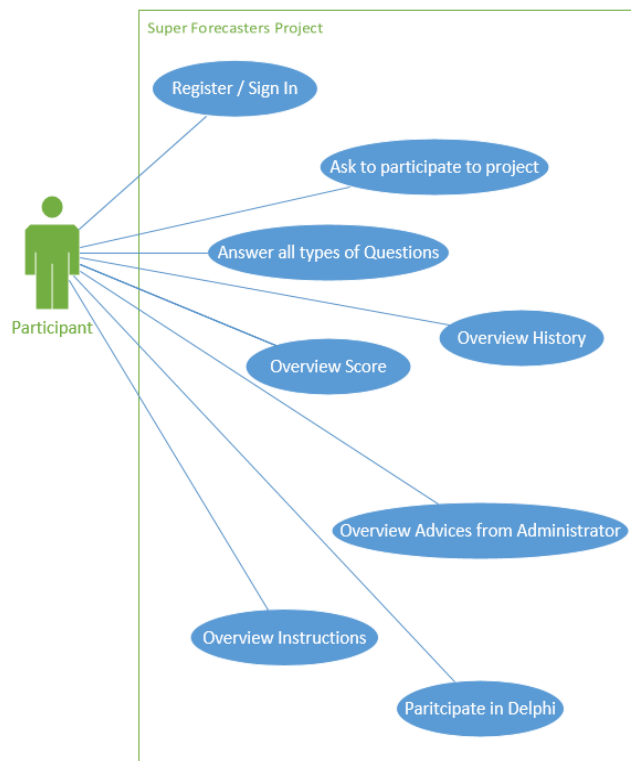 Super Forecasters Project
Register / Sign In
Ask to participate to project
Answer all types of Questions
Participant
Overview History
Overview Score
Overview Advices from Administrator
Overview Instructions
Paritcipate in Delphi